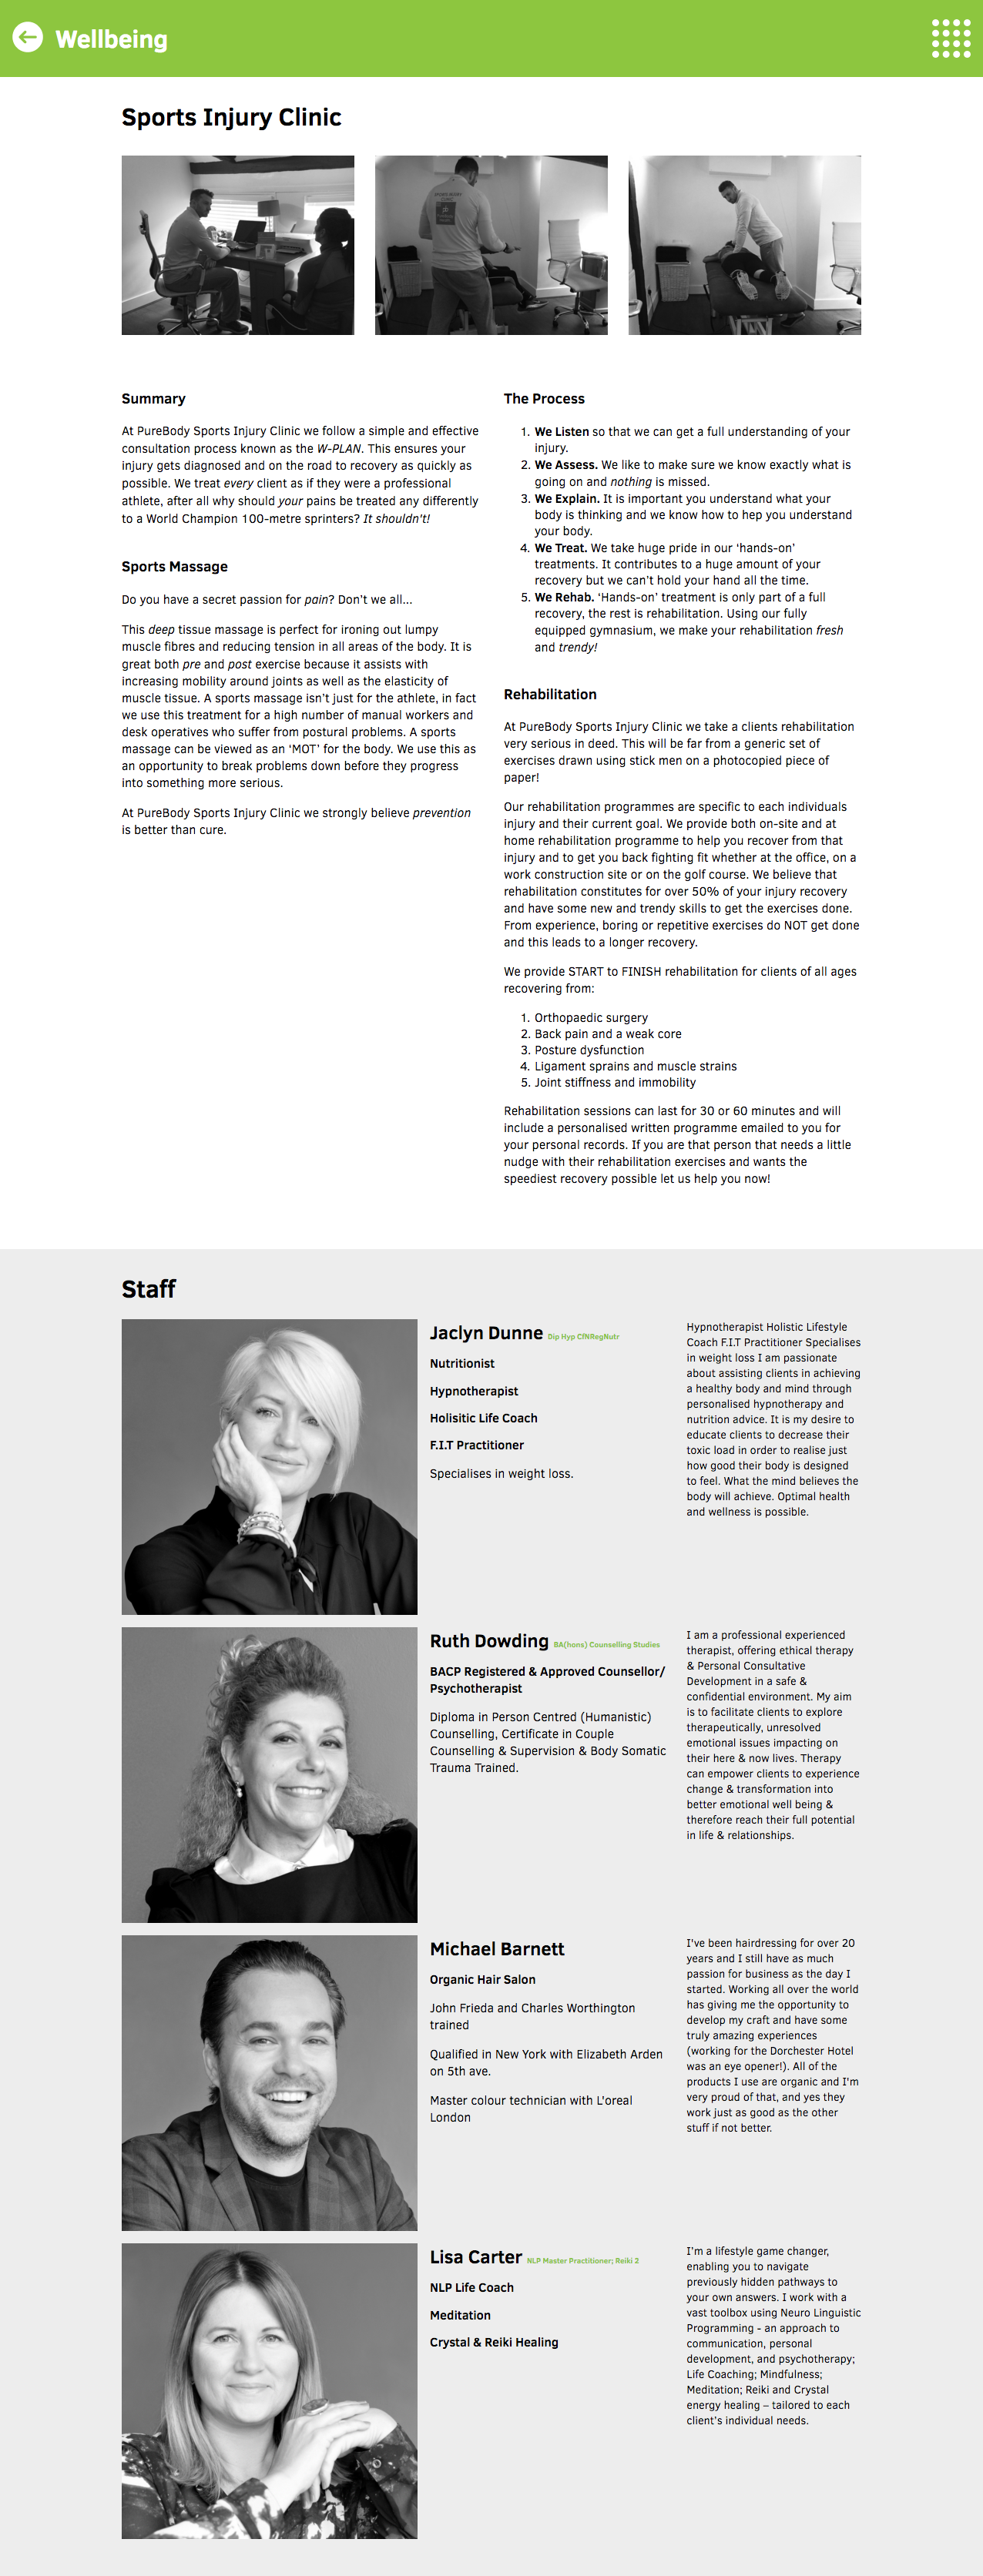 Wellbeing
Sports Injury Clinic
SPORTS INJURY
CLINIC
Summary
At PureBody Sports Injury Clinic we follow a simple and effective
consultation process known as the W-PLAN. This ensures your
injury gets diagnosed and on the road to recovery as quickly as
possible. We treat every client as if they were a professional
athlete, after all why should your pains be treated any differently
to a World Champion 100-metre sprinters? It shouldn't!
Sports Massage
Do you have a secret passion for pain? Don't we all...
This deep tissue massage is perfect for ironing out lumpy
muscle fibres and reducing tension in all areas of the body. It is
great both pre and post exercise because it assists with
increasing mobility around joints as well as the elasticity of
muscle tissue. A sports massage isn't just for the athlete, in fact
we use this treatment for a high number of manual workers and
desk operatives who suffer from postural problems. A sports
massage can be viewed as an ‘MOT’ for the body. We use this as
an opportunity to break problems down before they progress
into something more serious.
At PureBody Sports Injury Clinic we strongly believe prevention
is better than cure.
The Process
1. We Listen so that we can get a full understanding of your
injury.
2. We Assess. We like to make sure we know exactly what is
going on and nothing is missed.
3. We Explain. It is important you understand what your
body is thinking and we know how to hep you understand
your body.
4. We Treat. We take huge pride in our ‘hands-on’
treatments. It contributes to a huge amount of your
recovery but we can't hold your hand all the time.
5. We Rehab. ‘Hands-on’ treatment is only part of a full
recovery, the rest is rehabilitation. Using our fully
equipped gymnasium, we make your rehabilitation fresh
and trendy!
Rehabilitation
At PureBody Sports Injury Clinic we take a clients rehabilitation
very serious in deed. This will be far from a generic set of
exercises drawn using stick men on a photocopied piece of
paper!
Our rehabilitation programmes are specific to each individuals
injury and their current goal. We provide both on-site and at
home rehabilitation programme to help you recover from that
injury and to get you back fighting fit whether at the office, on a
work construction site or on the golf course. We believe that
rehabilitation constitutes for over 50% of your injury recovery
and have some new and trendy skills to get the exercises done.
From experience, boring or repetitive exercises do NOT get done
and this leads to a longer recovery.
We provide START to FINISH rehabilitation for clients of all ages
recovering from:
1. Orthopaedic surgery
2. Back pain and a weak core
3. Posture dysfunction
4. Ligament sprains and muscle strains
5. Joint stiffness and immobility
Rehabilitation sessions can last for 30 or 60 minutes and will
include a personalised written programme emailed to you for
your personal records. If you are that person that needs a little
nudge with their rehabilitation exercises and wants the
speediest recovery possible let us help you now!
Staff
Jaclyn Dunne Dip Hyp CfNRegNutr
Nutritionist
Hypnotherapist
Holisitic Life Coach
F.I.T Practitioner
Specialises in weight loss.
Hypnotherapist Holistic Lifestyle
Coach F.I.T Practitioner Specialises
in weight loss I am passionate
about assisting clients in achieving
a healthy body and mind through
personalised hypnotherapy and
nutrition advice. It is my desire to
educate clients to decrease their
toxic load in order to realise just
how good their body is designed
to feel. What the mind believes the
body will achieve. Optimal health
and wellness is possible.
Ruth Dowding BA(hons) Counselling Studies
BACP Registered & Approved Counsellor/
Psychotherapist
Diploma in Person Centred (Humanistic)
Counselling, Certificate in Couple
Counselling & Supervision & Body Somatic
Trauma Trained.
I am a professional experienced
therapist, offering ethical therapy
& Personal Consultative
Development in a safe &
confidential environment. My aim
is to facilitate clients to explore
therapeutically, unresolved
emotional issues impacting on
their here & now lives. Therapy
can empower clients to experience
change & transformation into
better emotional well being &
therefore reach their full potential
in life & relationships.
Michael Barnett
Organic Hair Salon
John Frieda and Charles Worthington
trained
Qualified in New York with Elizabeth Arden
on 5th ave.
Master colour technician with L'oreal
London
I've been hairdressing for over 20
years and I still have as much
passion for business as the day I
started. Working all over the world
has giving me the opportunity to
develop my craft and have some
truly amazing experiences
(working for the Dorchester Hotel
was an eye opener!). All of the
products I use are organic and I'm
very proud of that, and yes they
work just as good as the other
stuff if not better.
Lisa Carter NLP Master Practitioner; Reiki 2
NLP Life Coach
Meditation
Crystal & Reiki Healing
I'm a lifestyle game changer,
enabling you to navigate
previously hidden pathways to
your own answers. I work with a
vast toolbox using Neuro Linguistic
Programming - an approach to
communication, personal
development, and psychotherapy;
Life Coaching; Mindfulness;
Meditation; Reiki and Crystal
energy healing – tailored to each
client's individual needs.